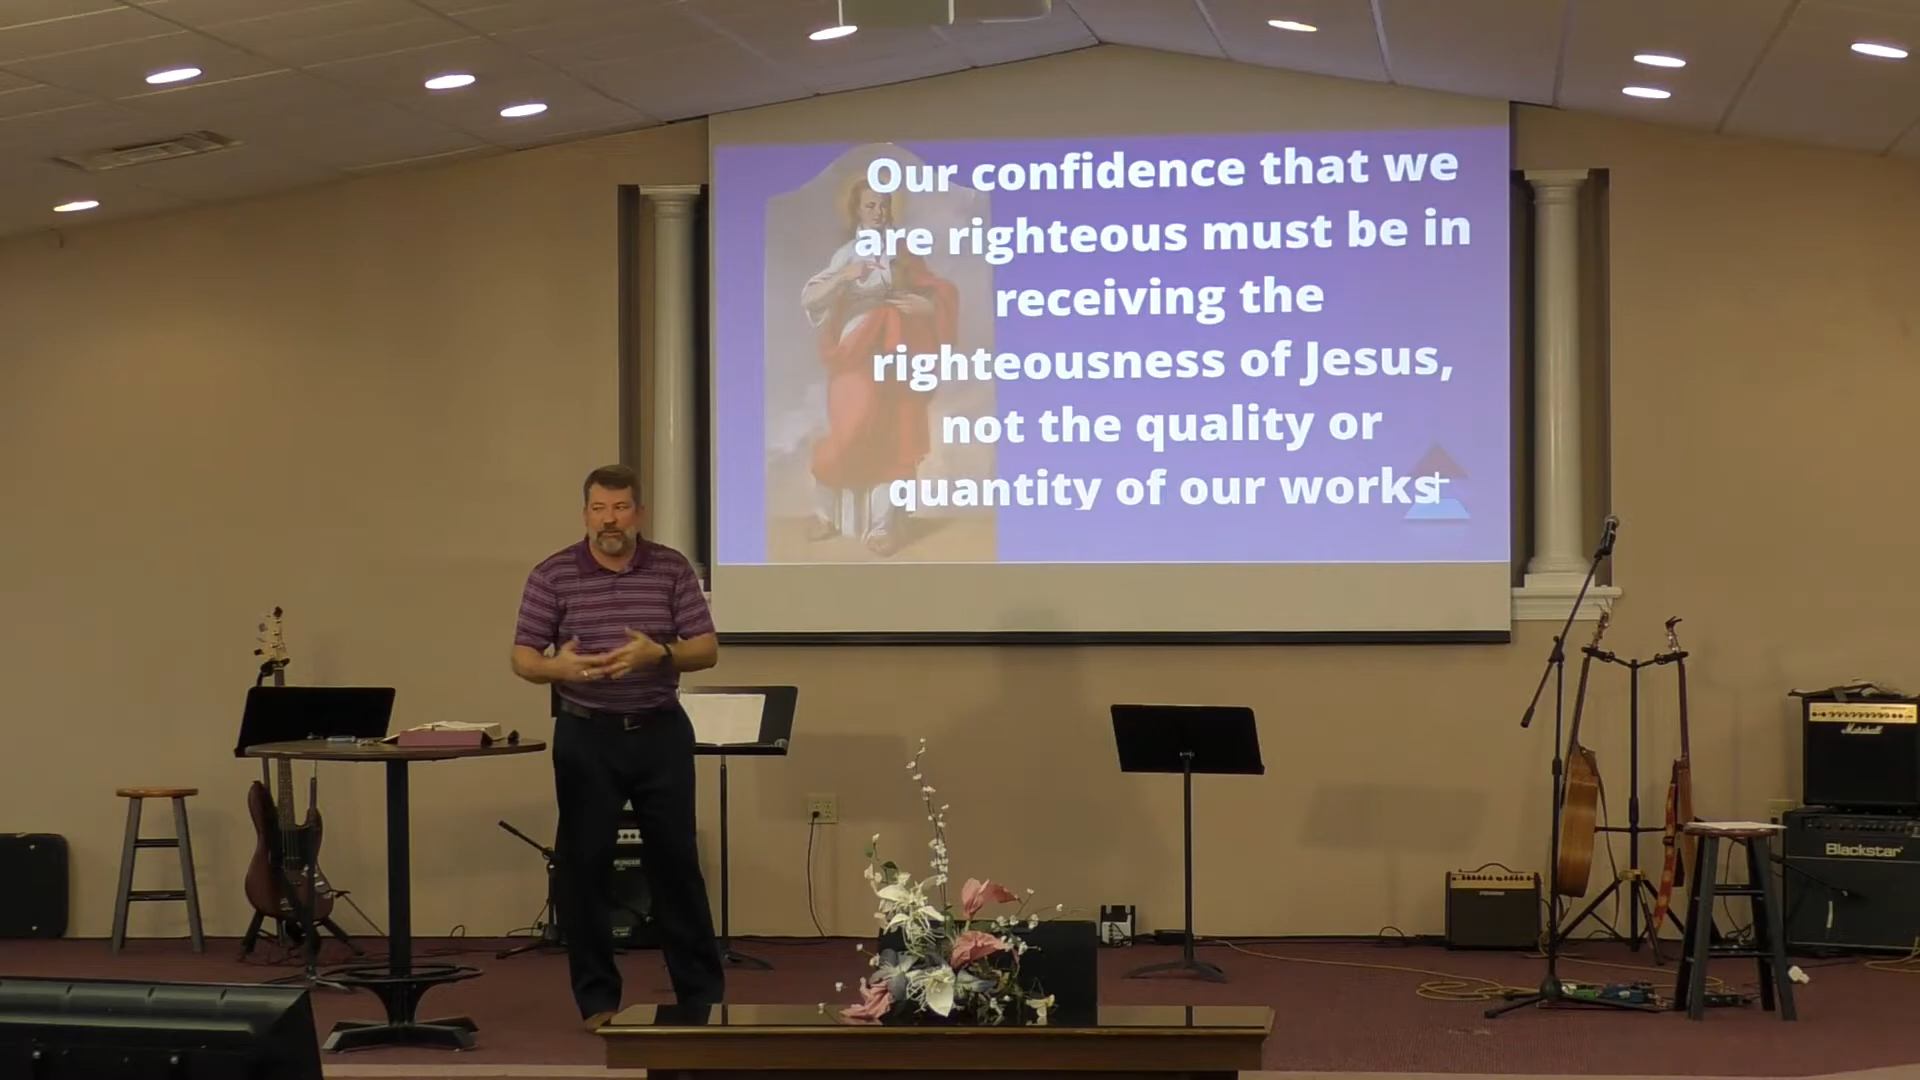 Our confidence that we
are righteous must be in
receiving the
righteousness of Jesus,
not the quality or
quantity of our works
Marshall
Blackstar